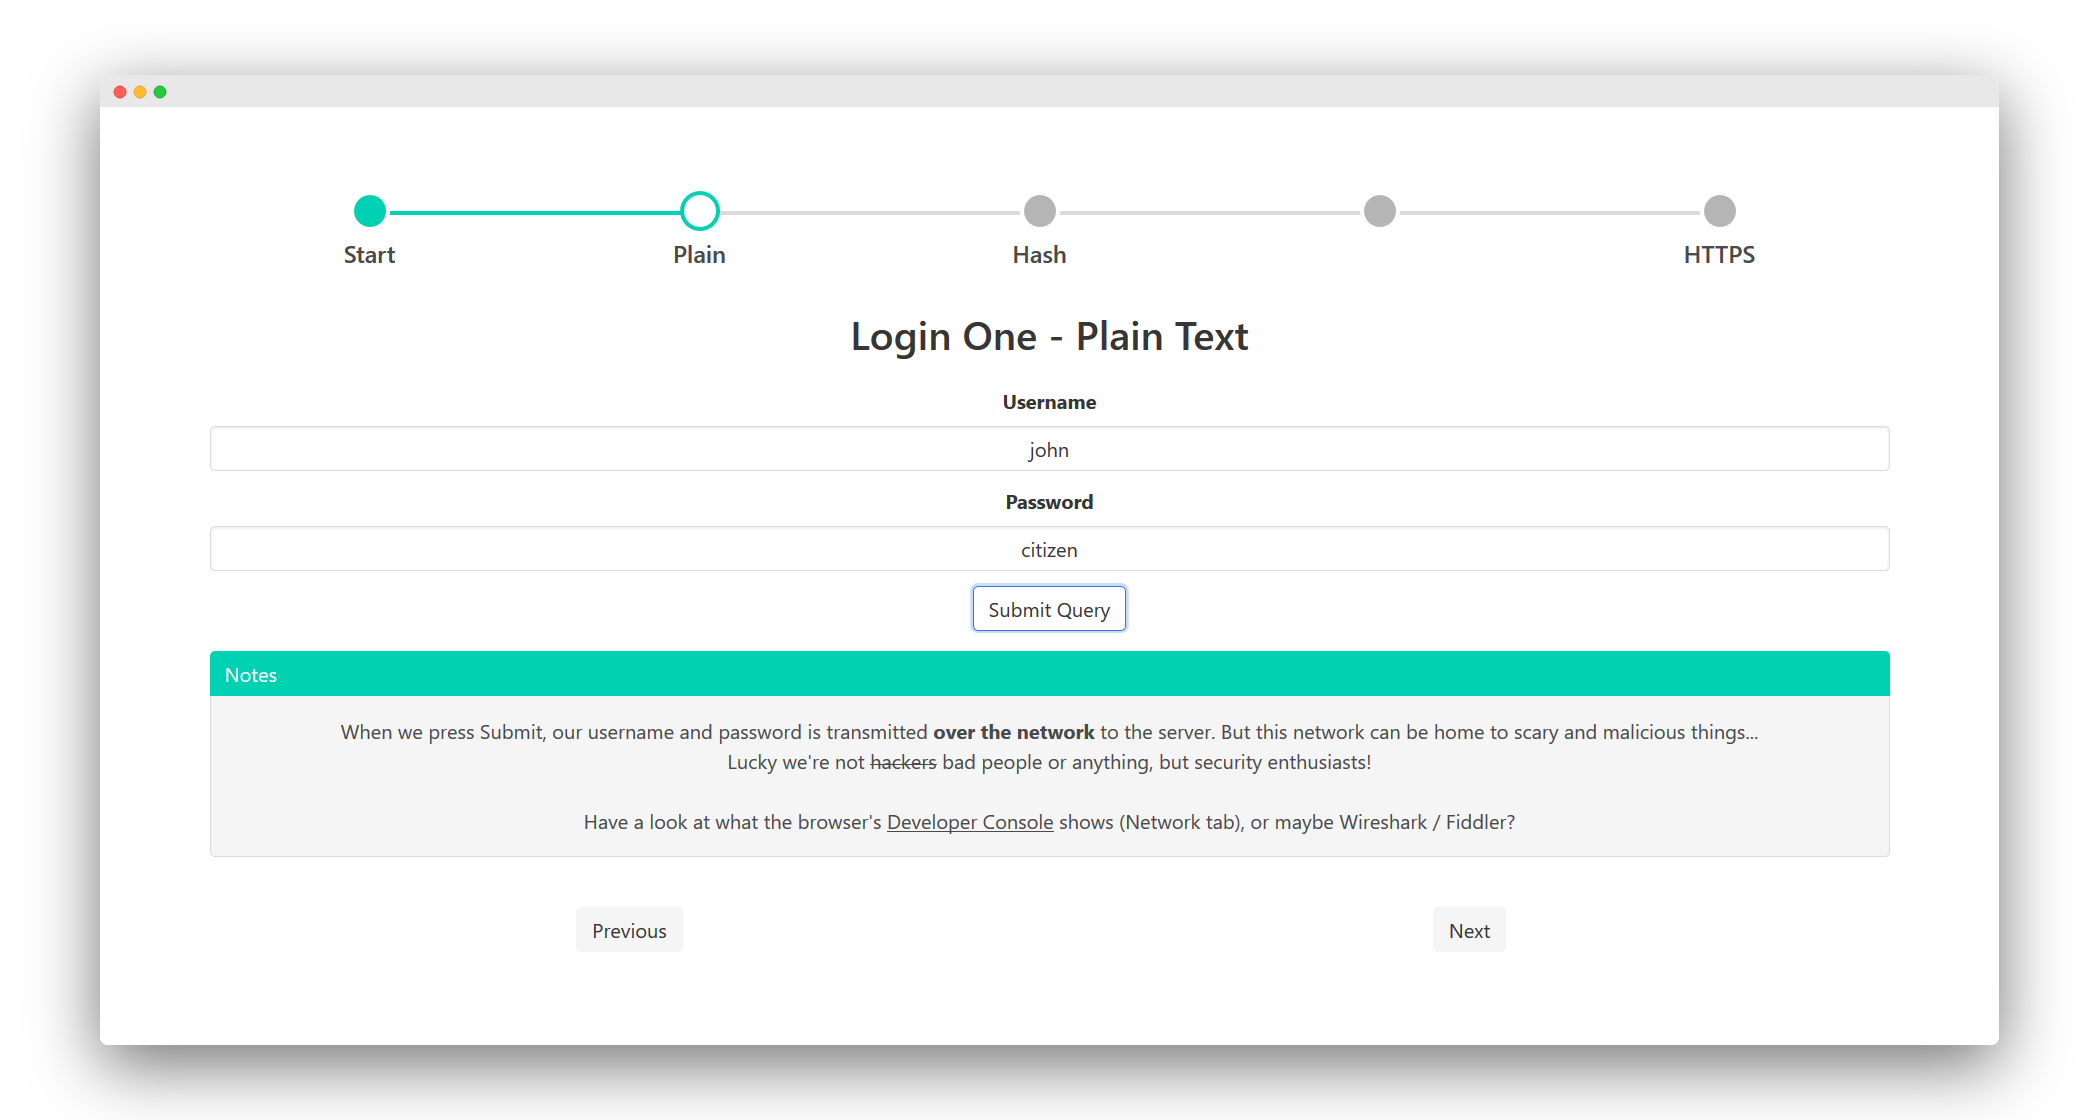 Start
Plain
Hash
HTTPS
Login One - Plain Text
Username
john
Password
citizen
Submit Query
Notes
When we press Submit, our username and password is transmitted over the network to the server. But this network can be home to scary and malicious things...
Lucky we're not hackers bad people or anything, but security enthusiasts!
Have a look at what the browser's Developer Console shows (Network tab), or maybe Wireshark / Fiddler?
Previous
Next